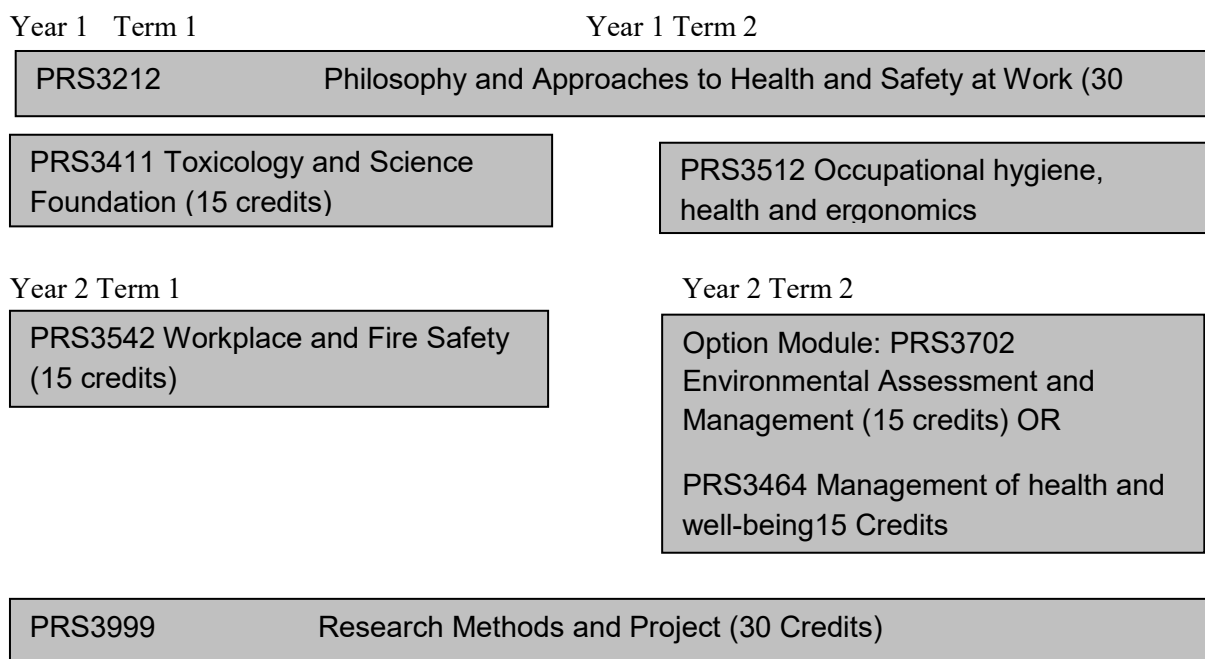 Year 1 Term 1 Year 1 Term 2
PRS3212 Philosophy and Approaches to Health and Safety at Work (30
PRS3411 Toxicology and Science
Foundation (15 credits)
PRS3512 Occupational hygiene,
health and ergonomics
Year 2 Term 1 Year 2 Term 2
PRS3542 Workplace and Fire Safety
(15 credits)
Option Module: PRS3702
Environmental Assessment and
Management (15 credits) OR
PRS3464 Management of health and
well-being15 Credits
PRS3999 Research Methods and Project (30 Credits)